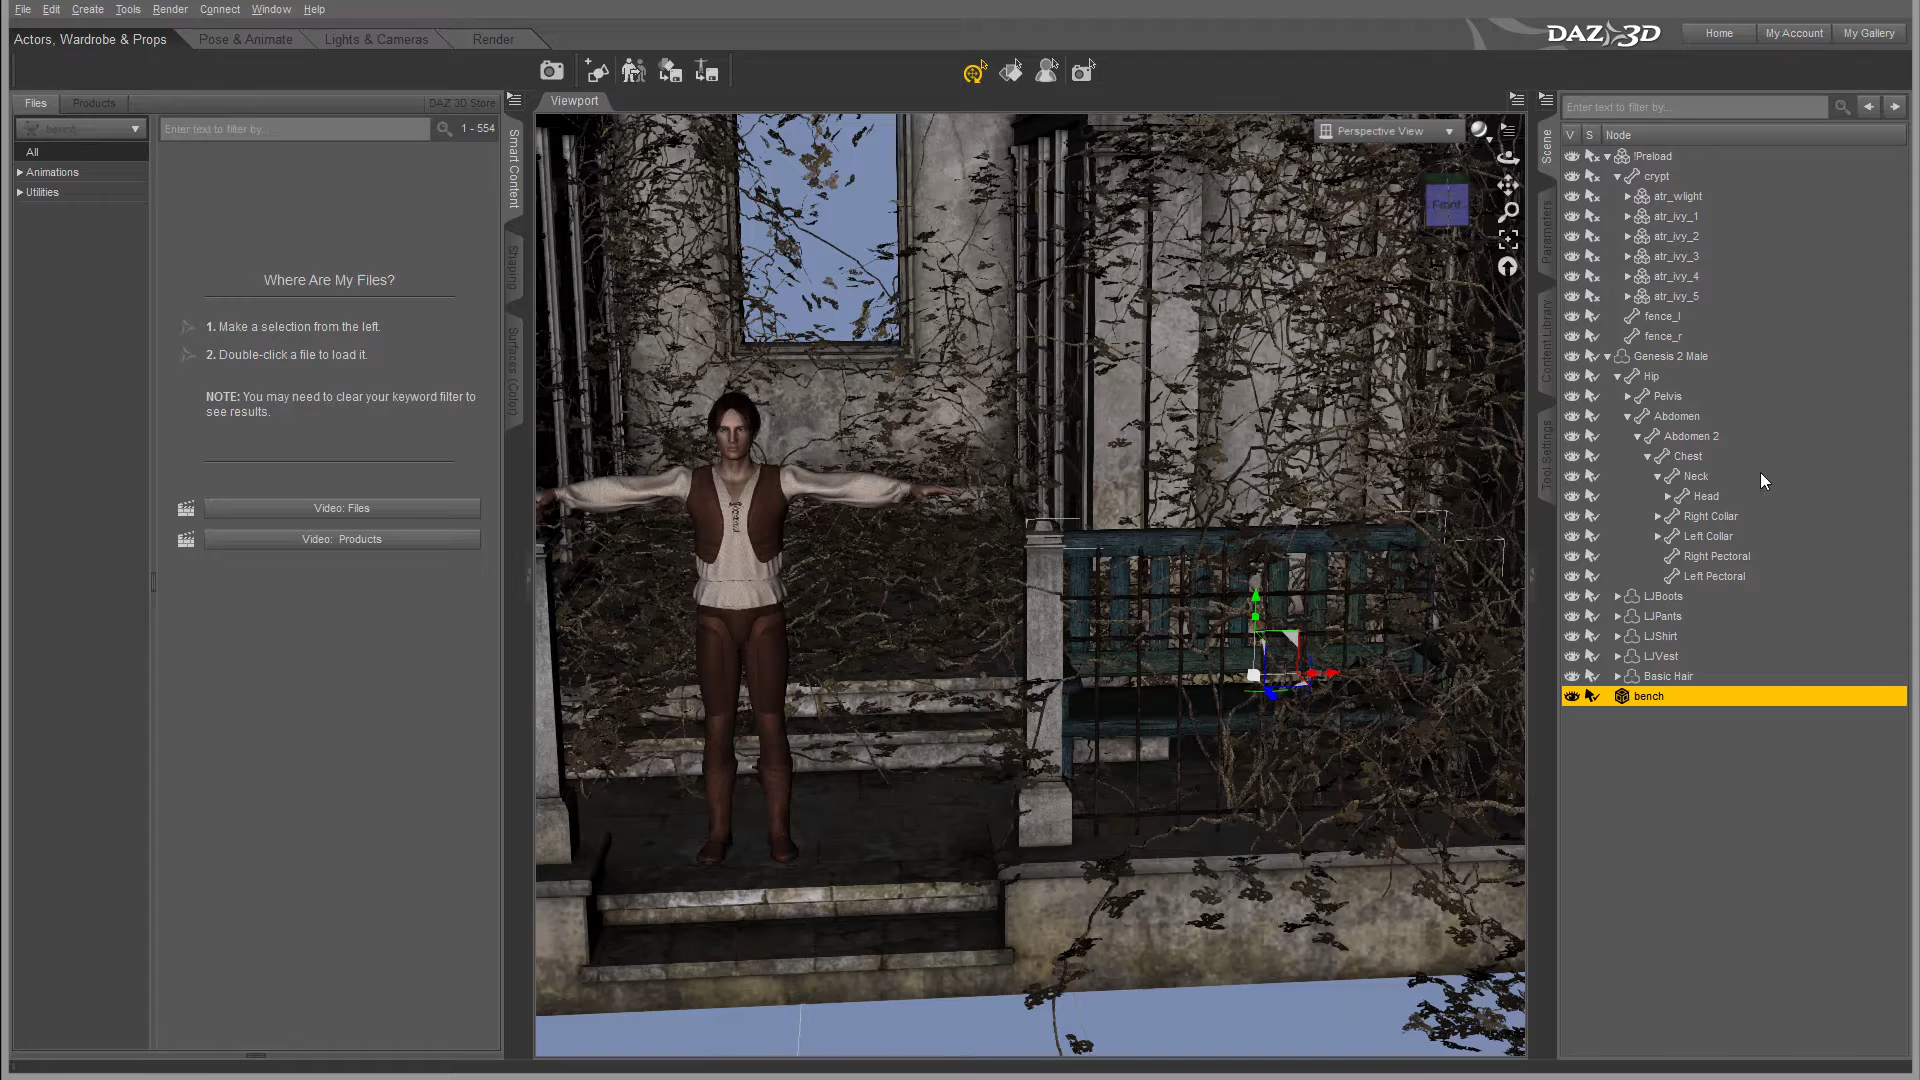 File Edit Create Tools Render Connect Window Help
Actors, Wardrobe & Props Pose & Animate Lights & Cameras Render
DAZ 3D
Home My Account My Gallery
Files Products DAZ 3D Store
Viewport
bench
Enter text to filter by...
1 - 554
Enter text to filter by...
All
Animations
Utilities
Where Are My Files?
1. Make a selection from the left.
2. Double-click a file to load it.
NOTE: You may need to clear your keyword filter to
see results.
Video: Files
Video: Products
Smart Content
Shaping
Surfaces (Color)
Perspective View
Front
Scene
Parameters
Content Library
Tool Settings
V S Node
!Preload
crypt
atr_wlight
atr_ivy_1
atr_ivy_2
atr_ivy_3
atr_ivy_4
atr_ivy_5
fence_l
fence_r
Genesis 2 Male
Hip
Pelvis
Abdomen
Abdomen 2
Chest
Neck
Head
Right Collar
Left Collar
Right Pectoral
Left Pectoral
LJBoots
LJPants
LJShirt
LJVest
Basic Hair
bench